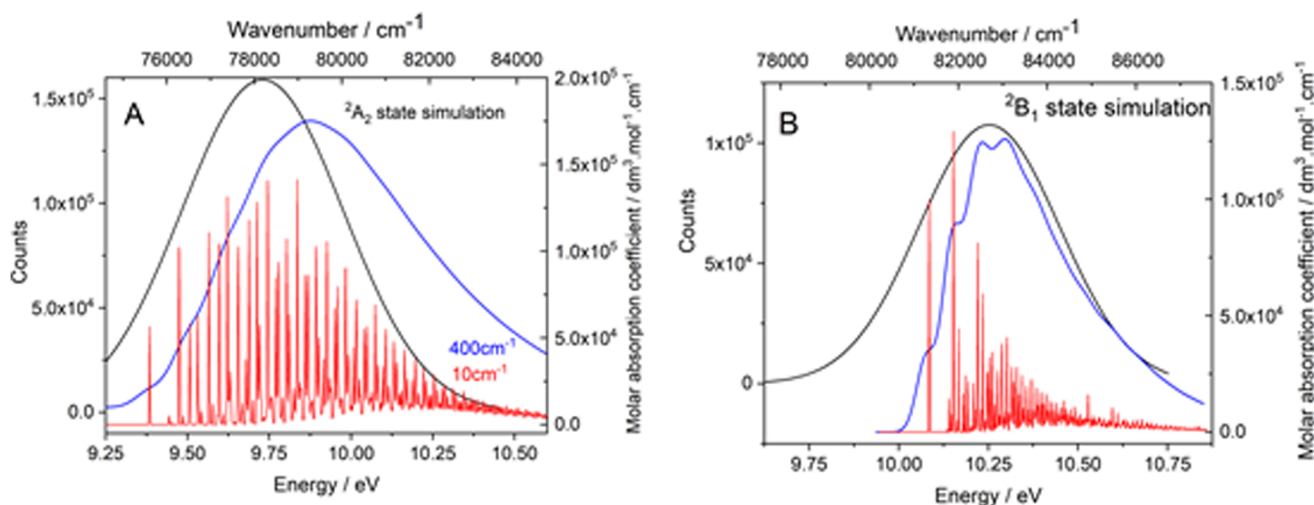 Wavenumber / cm⁻¹
76000 78000 80000 82000 84000
A
²A₂ state simulation
1.5x10⁵
1.0x10⁵
5.0x10⁴
0.0
Counts
2.0x10⁵
1.5x10⁵
1.0x10⁵
5.0x10⁴
0.0
Molar absorption coefficient / dm³.mol⁻¹.cm⁻¹
400cm⁻¹
10cm⁻¹
9.25 9.50 9.75 10.00 10.25 10.50
Energy / eV
Wavenumber / cm⁻¹
78000 80000 82000 84000 86000
B
²B₁ state simulation
1x10⁵
5x10⁴
0
Counts
1.5x10⁵
1.0x10⁵
5.0x10⁴
0.0
Molar absorption coefficient / dm³.mol⁻¹.cm⁻¹
9.75 10.00 10.25 10.50 10.75
Energy / eV